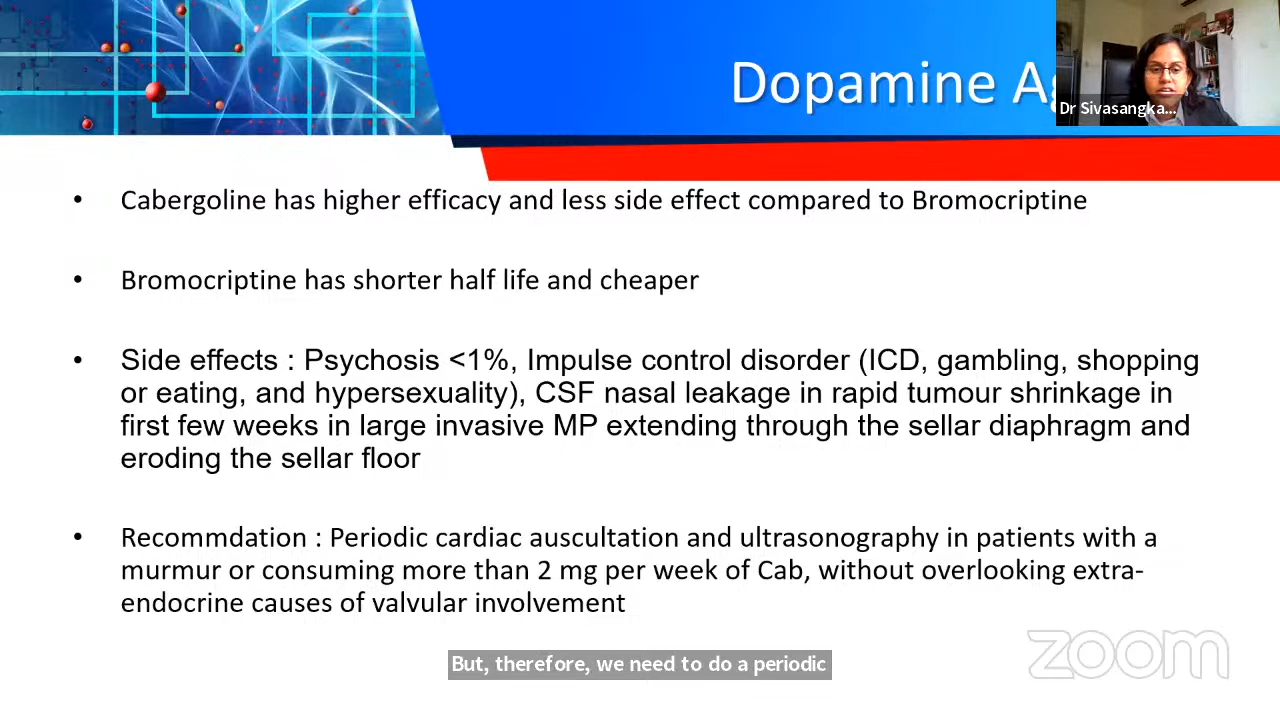 Dopamine Ag
Dr Sivasangka...
• Cabergoline has higher efficacy and less side effect compared to Bromocriptine
• Bromocriptine has shorter half life and cheaper
• Side effects : Psychosis <1%, Impulse control disorder (ICD, gambling, shopping
or eating, and hypersexuality), CSF nasal leakage in rapid tumour shrinkage in
first few weeks in large invasive MP extending through the sellar diaphragm and
eroding the sellar floor
• Recommdation : Periodic cardiac auscultation and ultrasonography in patients with a
murmur or consuming more than 2 mg per week of Cab, without overlooking extra-
endocrine causes of valvular involvement
But, therefore, we need to do a periodic
zoom